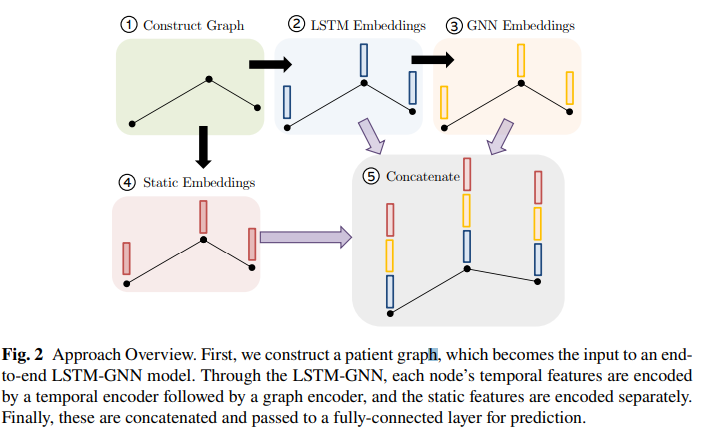 ① Construct Graph
② LSTM Embeddings
③ GNN Embeddings
④ Static Embeddings
⑤ Concatenate
Fig. 2 Approach Overview. First, we construct a patient graph, which becomes the input to an end-
to-end LSTM-GNN model. Through the LSTM-GNN, each node's temporal features are encoded
by a temporal encoder followed by a graph encoder, and the static features are encoded separately.
Finally, these are concatenated and passed to a fully-connected layer for prediction.